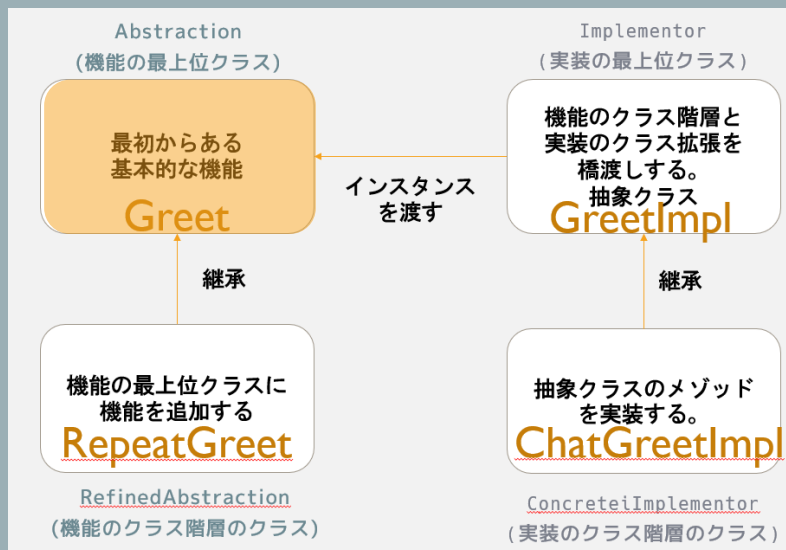 Abstraction
(機能の最上位クラス)
Implementor
(実装の最上位クラス)
最初からある
基本的な機能
Greet
インスタンス
を渡す
機能のクラス階層と
実装のクラス拡張を
橋渡しする。
抽象クラス
GreetImpl
継承
継承
機能の最上位クラスに
機能を追加する
RepeatGreet
抽象クラスのメゾッド
を実装する。
ChatGreetImpl
RefinedAbstraction
(機能のクラス階層のクラス)
ConcreteiImplementor
(実装のクラス階層のクラス)